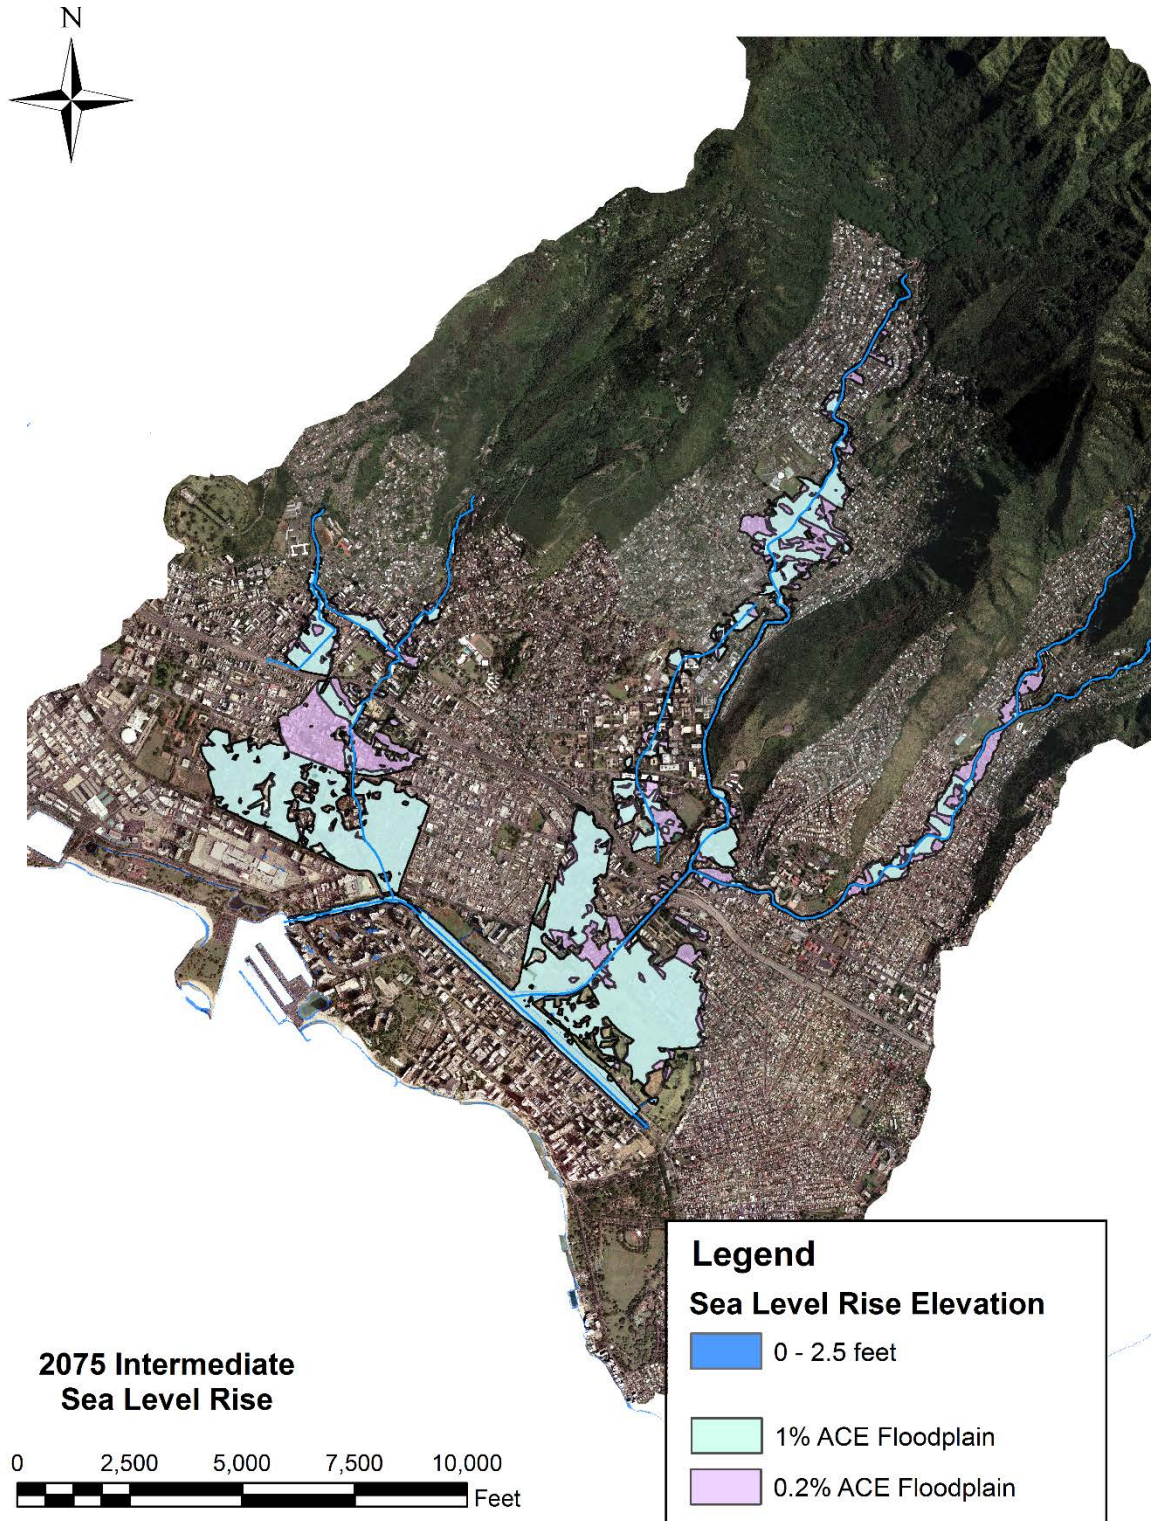 N
Legend
Sea Level Rise Elevation
0 - 2.5 feet
1% ACE Floodplain
0.2% ACE Floodplain
2075 Intermediate
Sea Level Rise
0 2,500 5,000 7,500 10,000
Feet